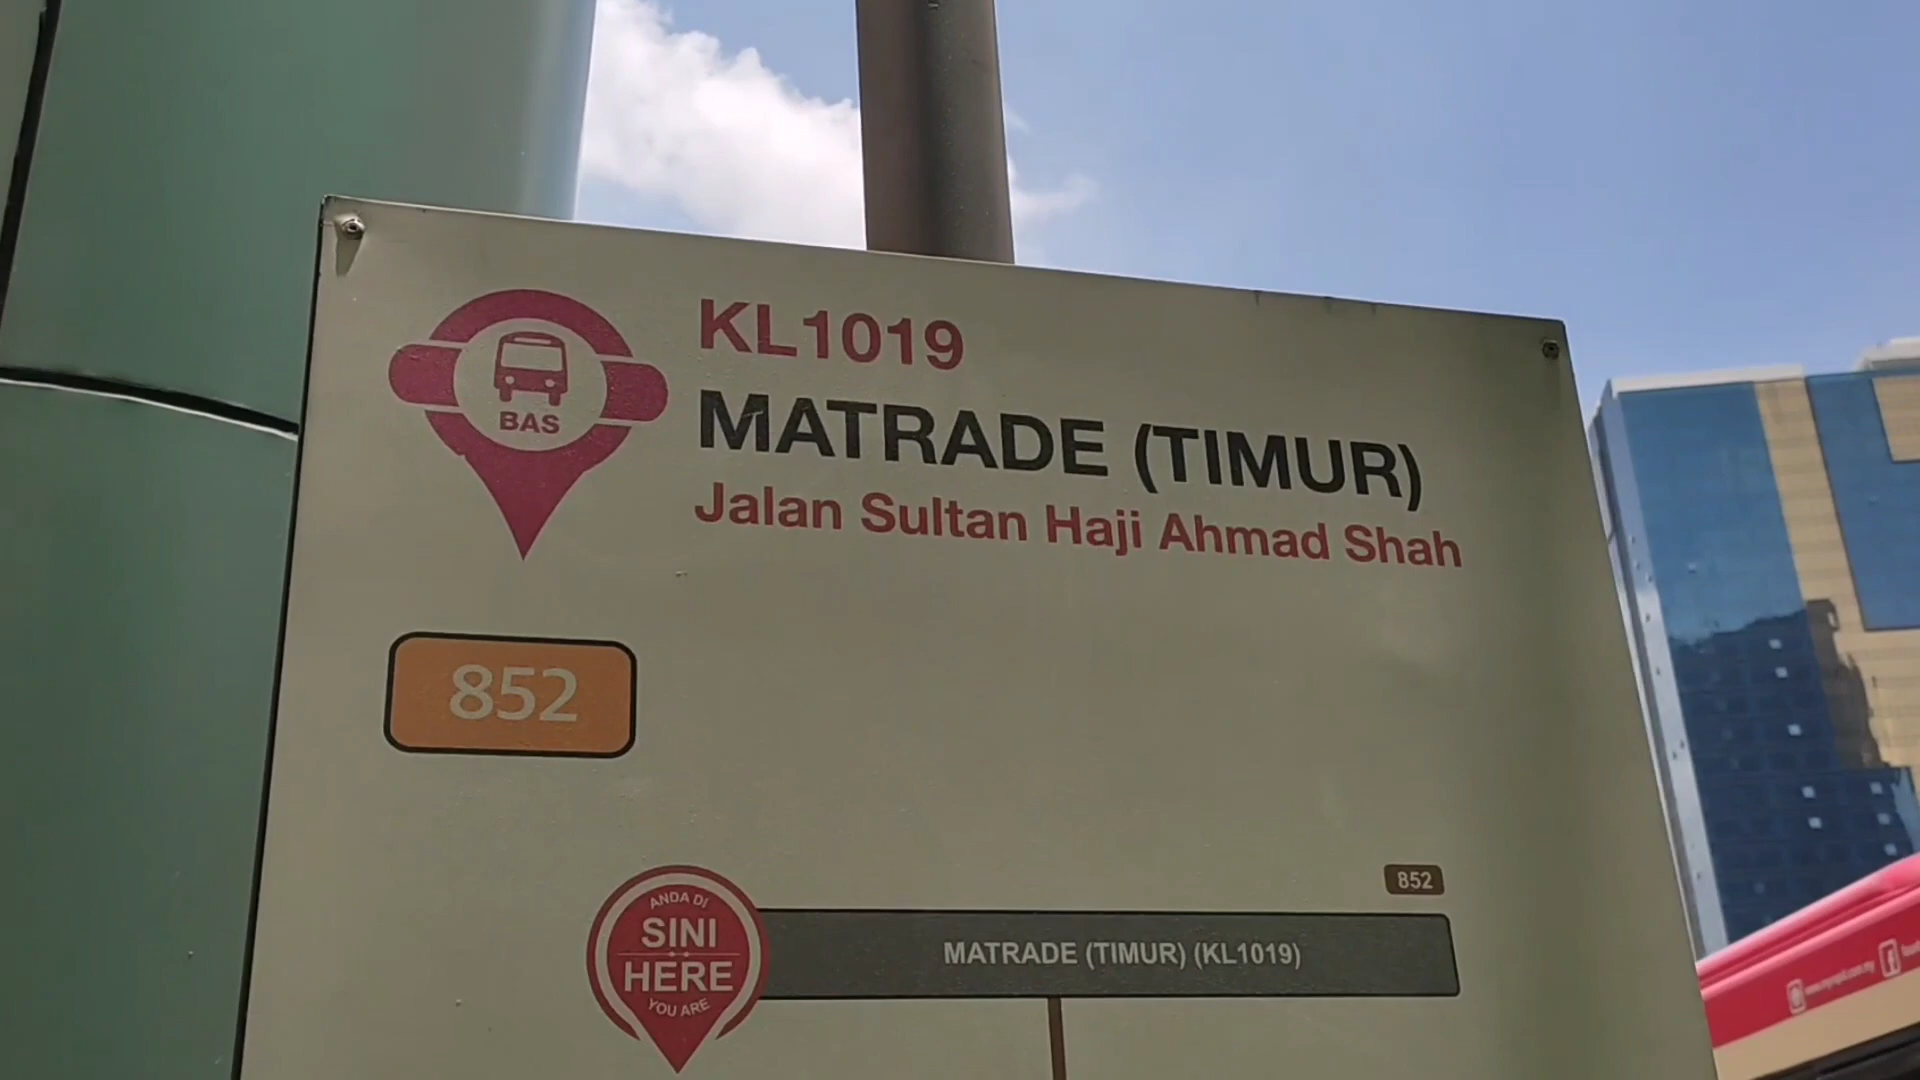 KL1019
BAS
MATRADE (TIMUR)
Jalan Sultan Haji Ahmad Shah
852
852
ANDA DI
SINI
HERE
YOU ARE
MATRADE (TIMUR) (KL1019)